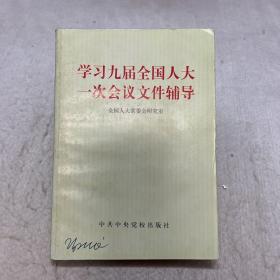 学习九届全国人大
一次会议文件辅导
全国人大常委会研究室
中共中央党校出版社